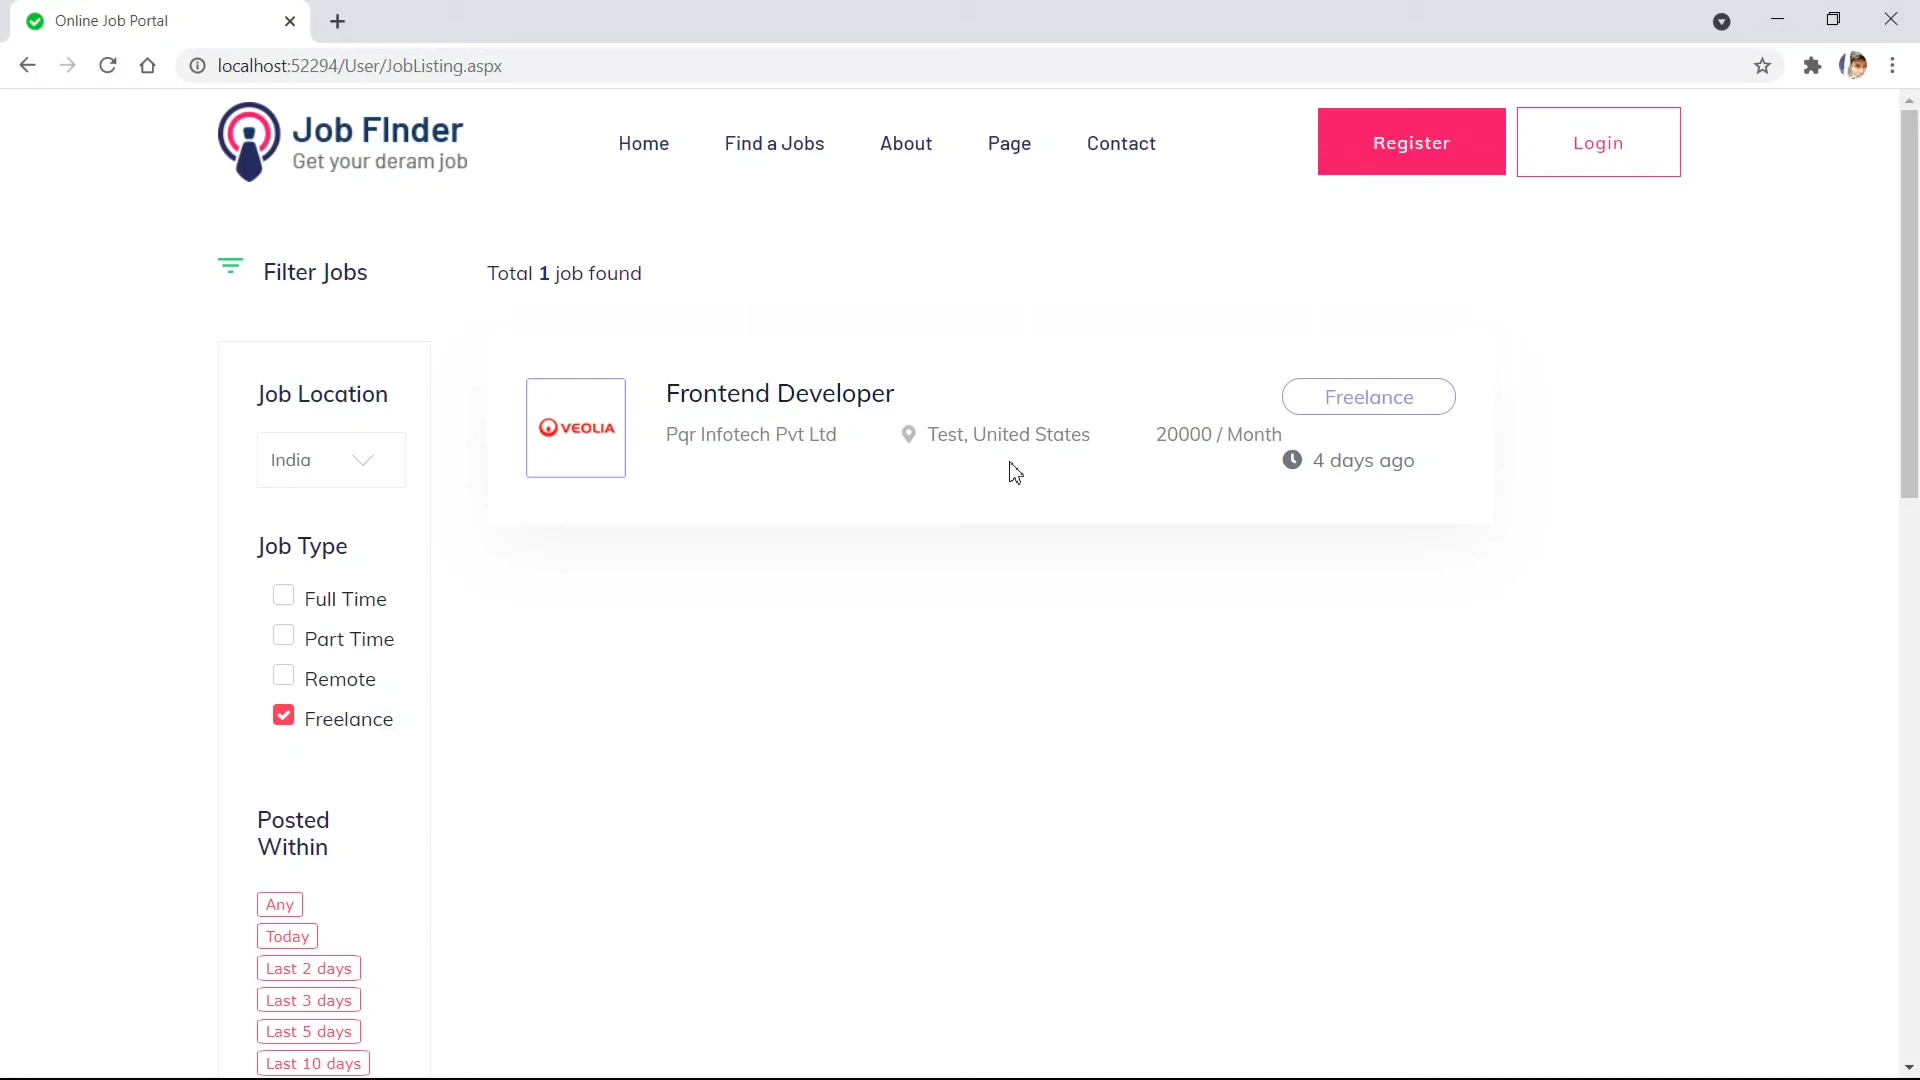 Online Job Portal
localhost:52294/User/JobListing.aspx
Job FInder
Get your deram job
Home
Find a Jobs
About
Page
Contact
Register
Login
Filter Jobs
Total 1 job found
Job Location
India
Job Type
Full Time
Part Time
Remote
Freelance
Posted
Within
Any
Today
Last 2 days
Last 3 days
Last 5 days
Last 10 days
VEOLIA
Frontend Developer
Pqr Infotech Pvt Ltd
Test, United States
20000 / Month
Freelance
4 days ago